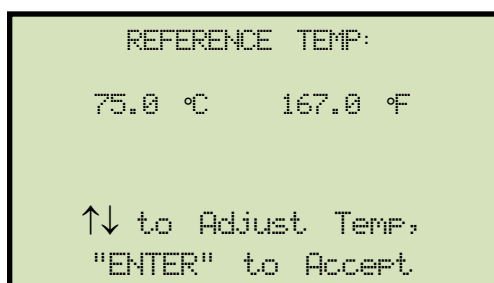 REFERENCE TEMP:
75.0 °C 167.0 °F
↑↓ to Adjust Temp,
"ENTER" to Accept